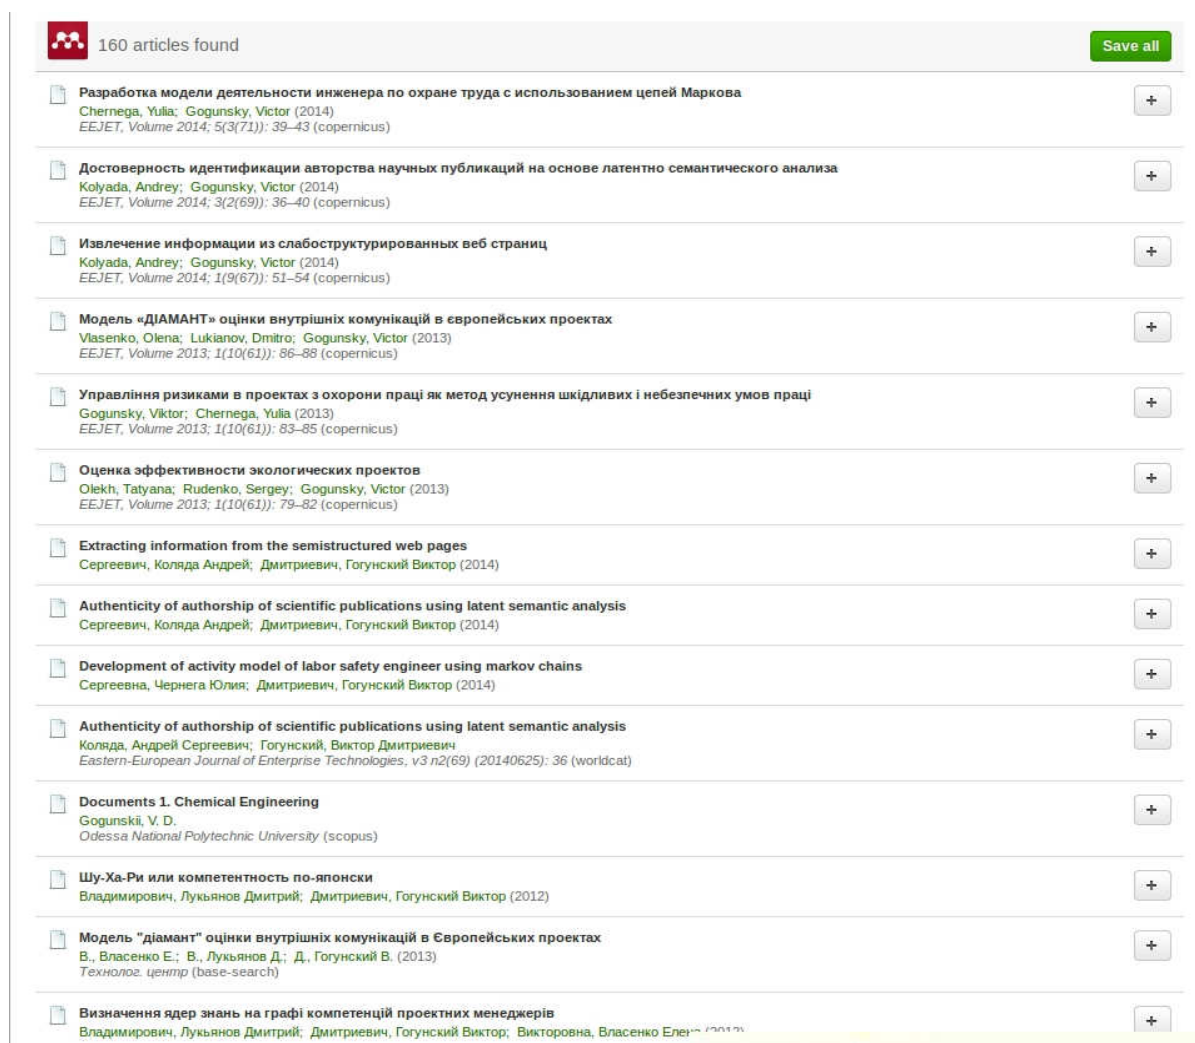 160 articles found
Save all
Разработка модели деятельности инженера по охране труда с использованием цепей Маркова
Chernega, Yulia; Gogunsky, Victor (2014)
EEJET, Volume 2014; 5(3(71)): 39–43 (copernicus)
Достоверность идентификации авторства научных публикаций на основе латентно семантического анализа
Kolyada, Andrey; Gogunsky, Victor (2014)
EEJET, Volume 2014; 3(2(69)): 36–40 (copernicus)
Извлечение информации из слабоструктурированных веб страниц
Kolyada, Andrey; Gogunsky, Victor (2014)
EEJET, Volume 2014; 1(9(67)): 51–54 (copernicus)
Модель «ДІАМАНТ» оцінки внутрішніх комунікацій в європейських проектах
Vlasenko, Olena; Lukianov, Dmitro; Gogunsky, Victor (2013)
EEJET, Volume 2013; 1(10(61)): 86–88 (copernicus)
Управління ризиками в проектах з охорони праці як метод усунення шкідливих і небезпечних умов праці
Gogunsky, Viktor; Chernega, Yulia (2013)
EEJET, Volume 2013; 1(10(61)): 83–85 (copernicus)
Оценка эффективности экологических проектов
Olekh, Tatyana; Rudenko, Sergey; Gogunsky, Victor (2013)
EEJET, Volume 2013; 1(10(61)): 79–82 (copernicus)
Extracting information from the semistructured web pages
Сергеевич, Коляда Андрей; Дмитриевич, Гогунский Виктор (2014)
Authenticity of authorship of scientific publications using latent semantic analysis
Сергеевич, Коляда Андрей; Дмитриевич, Гогунский Виктор (2014)
Development of activity model of labor safety engineer using markov chains
Сергеевна, Чернега Юлия; Дмитриевич, Гогунский Виктор (2014)
Authenticity of authorship of scientific publications using latent semantic analysis
Коляда, Андрей Сергеевич; Гогунский, Виктор Дмитриевич
Eastern-European Journal of Enterprise Technologies, v3 n2(69) (20140625): 36 (worldcat)
Documents 1. Chemical Engineering
Gogunskii, V. D.
Odessa National Polytechnic University (scopus)
Шу-Ха-Ри или компетентность по-японски
Владимирович, Лукьянов Дмитрий; Дмитриевич, Гогунский Виктор (2012)
Модель "діамант" оцінки внутрішніх комунікацій в Європейських проектах
В., Власенко Е.; В., Лукьянов Д.; Д., Гогунский В. (2013)
Технолог. центр (base-search)
Визначення ядер знань на графі компетенцій проектних менеджерів
Владимирович, Лукьянов Дмитрий; Дмитриевич, Гогунский Виктор; Викторовна, Власенко Елена (2012)